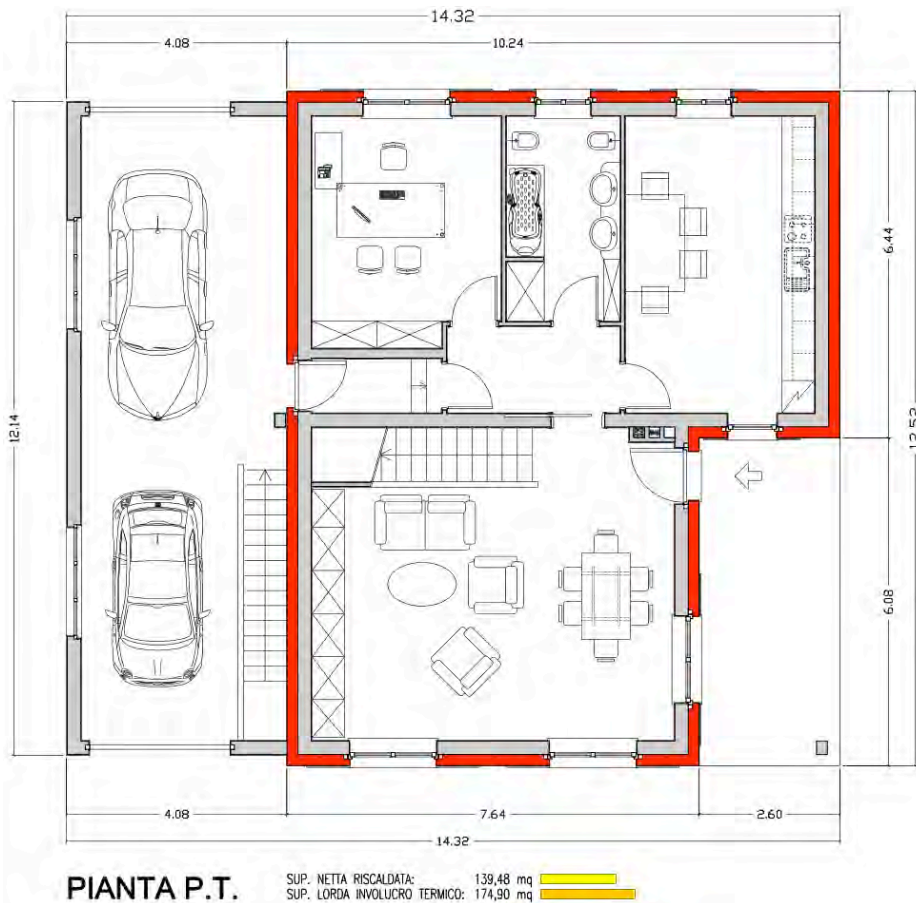 14.32
4.08 10.24
6.44
12.14
12.52
6.08
4.08 7.64 2.60
14.32
PIANTA P.T.
SUP. NETTA RISCALDATA: 139,48 mq
SUP. LORDA INVOLUCRO TERMICO: 174,90 mq